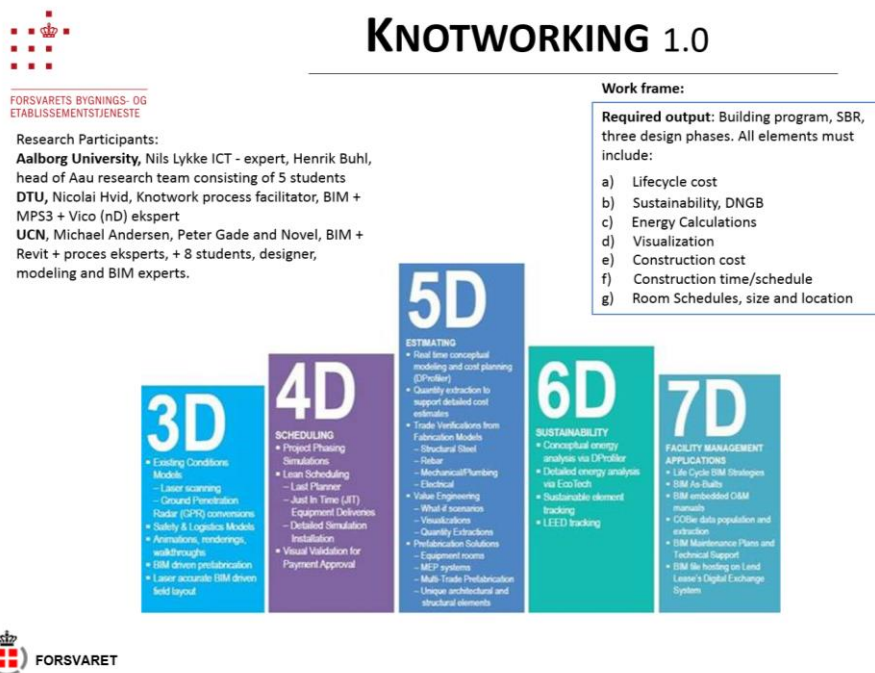 KNOTWORKING 1.0
FORSVARETS BYGNINGS- OG
ETABLISSEMENTSTJENESTE
Research Participants:
Aalborg University, Nils Lykke ICT - expert, Henrik Buhl,
head of Aau research team consisting of 5 students
DTU, Nicolai Hvid, Knotwork process facilitator, BIM +
MPS3 + Vico (nD) ekspert
UCN, Michael Andersen, Peter Gade and Novel, BIM +
Revit + proces eksperts, + 8 students, designer,
modeling and BIM experts.
Work frame:
Required output: Building program, SBR,
three design phases. All elements must
include:
a) Lifecycle cost
b) Sustainability, DNGB
c) Energy Calculations
d) Visualization
e) Construction cost
f) Construction time/schedule
g) Room Schedules, size and location
3D
• Existing Conditions
Models
– Laser scanning
– Ground Penetration
Radar (GPR) conversions
• Safety & Logistics Models
• Animations, renderings,
walkthroughs
• BIM driven prefabrication
• Laser accurate BIM driven
field layout
4D
SCHEDULING
• Project Phasing
Simulations
• Lean Scheduling
– Last Planner
– Just In Time (JIT)
Equipment Deliveries
– Detailed Simulation
Installation
• Visual Validation for
Payment Approval
5D
ESTIMATING
• Real time conceptual
modeling and cost planning
(DProfiler)
• Quantity extraction to
support detailed cost
estimates
• Trade Verifications from
Fabrication Models
– Structural Steel
– Rebar
– Mechanical/Plumbing
– Electrical
• Value Engineering
– What-if scenarios
– Visualizations
– Quantity Extractions
• Prefabrication Solutions
– Equipment rooms
– MEP systems
– Multi-Trade Prefabrication
– Unique architectural and
structural elements
6D
SUSTAINABILITY
• Conceptual energy
analysis via DProfiler
• Detailed energy analysis
via EcoTech
• Sustainable element
tracking
• LEED tracking
7D
FACILITY MANAGEMENT
APPLICATIONS
• Life Cycle BIM Strategies
• BIM As-Builts
• BIM embedded O&M
manuals
• COBie data population and
extraction
• BIM Maintenance Plans and
Technical Support
• BIM file hosting on Lend
Lease's Digital Exchange
System
FORSVARET